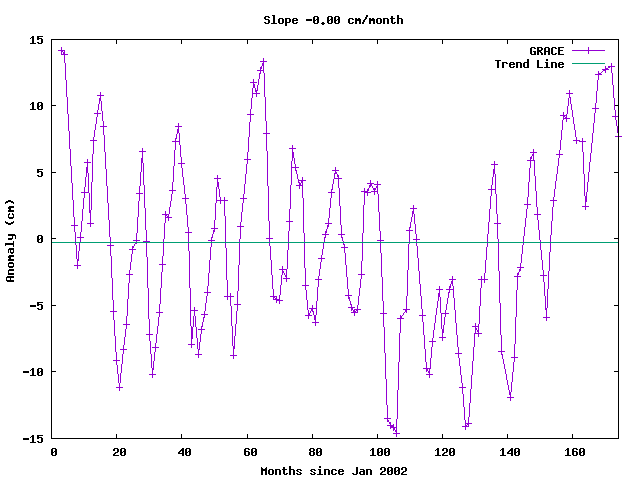 Slope -0.00 cm/month
GRACE
Trend Line
15
10
5
0
-5
-10
-15
Anomaly (cm)
0 20 40 60 80 100 120 140 160
Months since Jan 2002